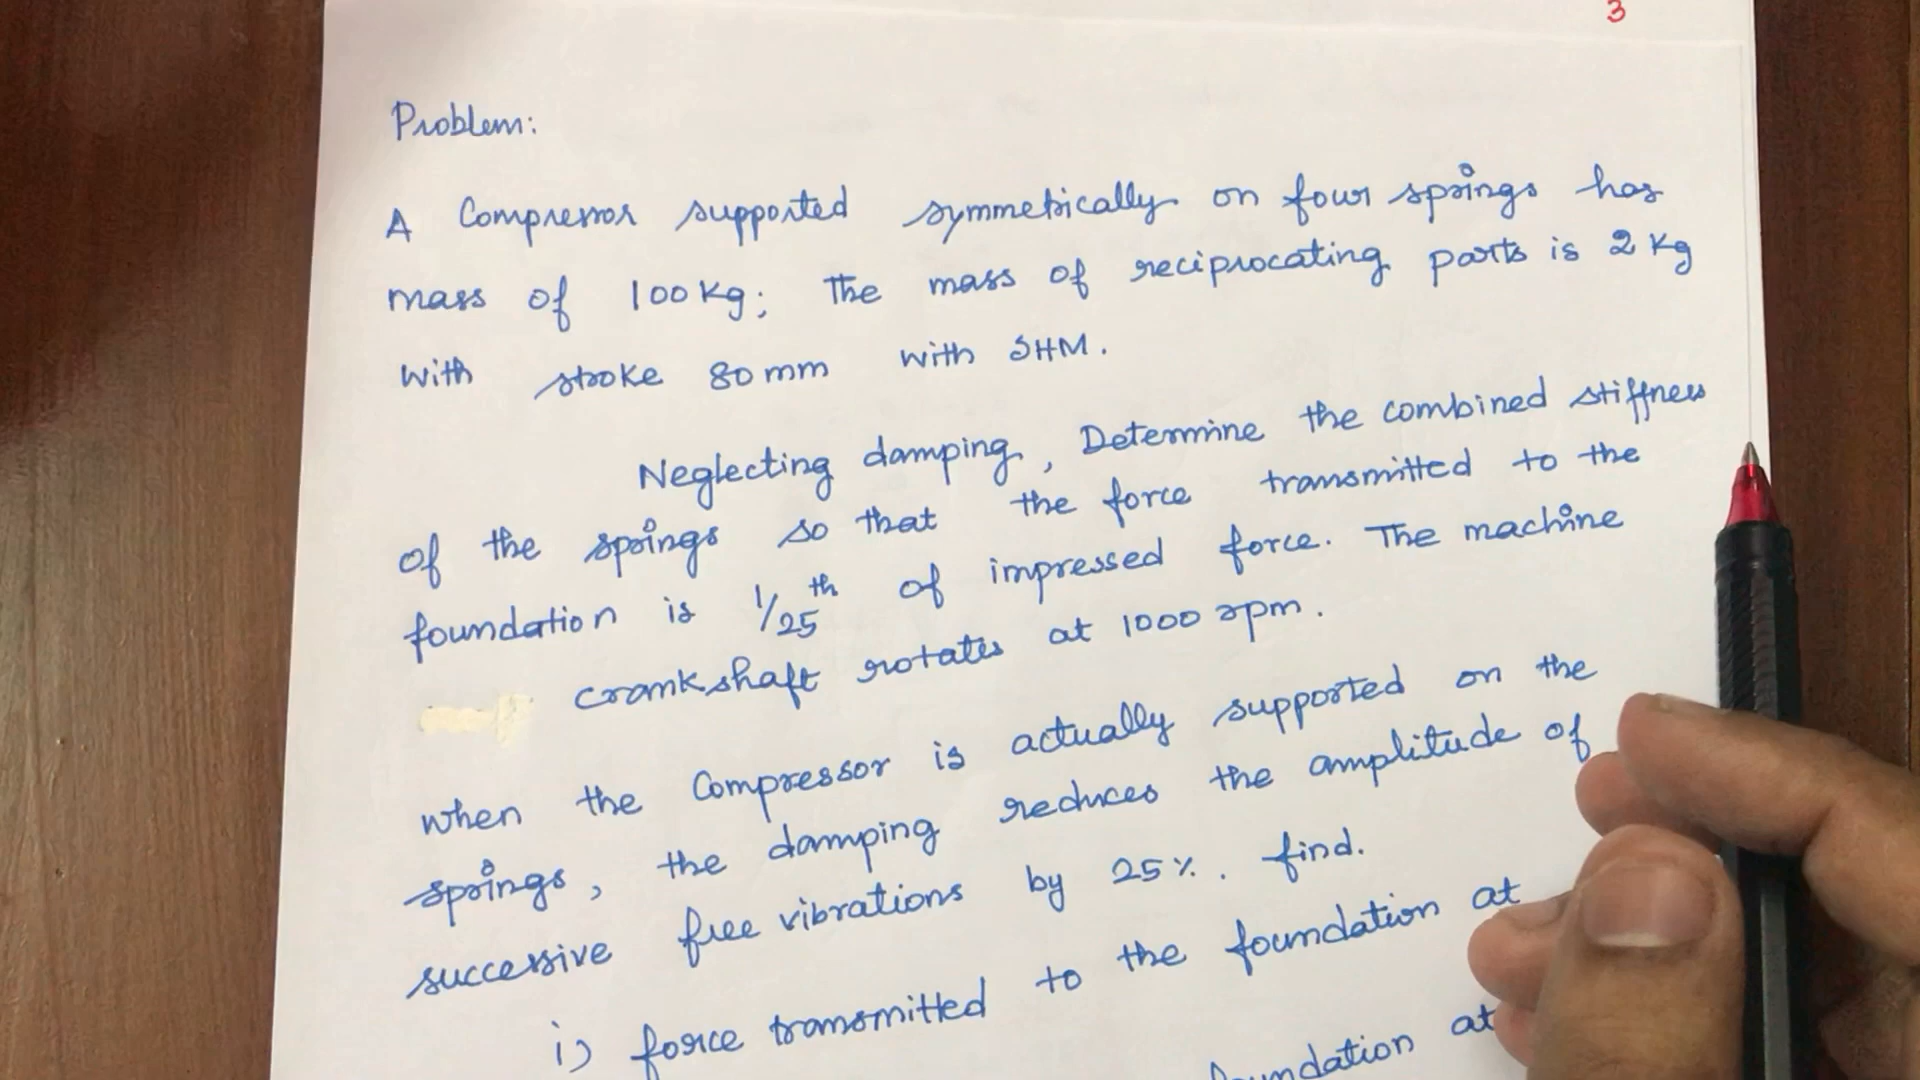 3
Problem:
A Compressor supported symmetrically on four springs has
mass of 100 kg; The mass of reciprocating parts is 2 kg
with stroke 80 mm with SHM.
Neglecting damping, Determine the combined stiffness
of the springs so that the force transmitted to the
foundation is 1/25th of impressed force. The machine
crankshaft rotates at 1000 rpm.
when the Compressor is actually supported on the
springs, the damping reduces the amplitude of
successive free vibrations by 25%. find.
i) force transmitted to the foundation at
at